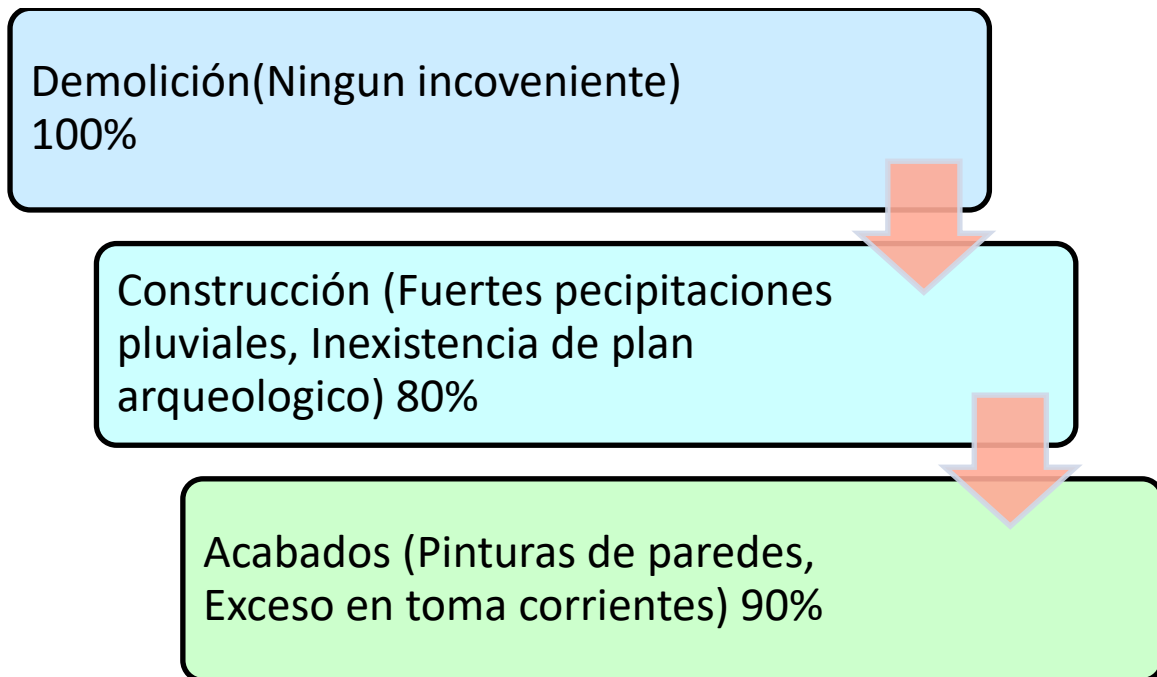 Demolición(Ningun incoveniente)
100%
Construcción (Fuertes pecipitaciones
pluviales, Inexistencia de plan
arqueologico) 80%
Acabados (Pinturas de paredes,
Exceso en toma corrientes) 90%